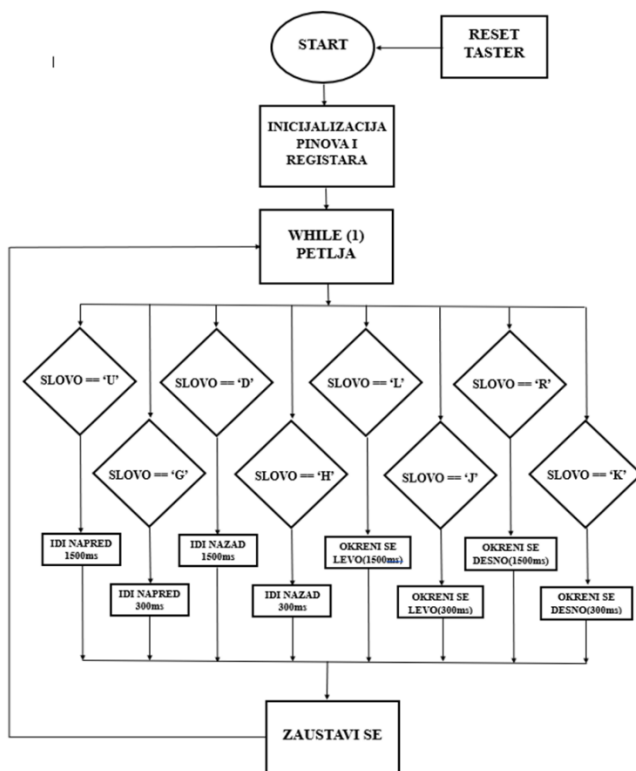 START
RESET
TASTER
INICIJALIZACIJA
PINOVA I
REGISTARA
WHILE (1)
PETLJA
SLOVO == ‘U’
SLOVO == ‘D’
SLOVO == ‘L’
SLOVO == ‘R’
SLOVO == ‘G’
SLOVO == ‘H’
SLOVO == ‘J’
SLOVO == ‘K’
IDI NAPRED
1500ms
IDI NAZAD
1500ms
OKRENI SE
LEVO(1500ms)
OKRENI SE
DESNO(1500ms)
IDI NAPRED
300ms
IDI NAZAD
300ms
OKRENI SE
LEVO(300ms)
OKRENI SE
DESNO(300ms)
ZAUSTAVI SE